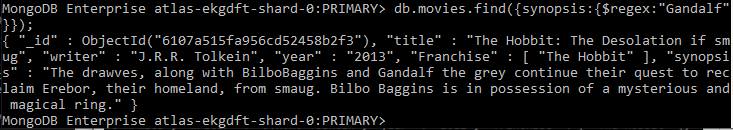 MongoDB Enterprise atlas-ekgdft-shard-0:PRIMARY> db.movies.find({synopsis:{$regex:"Gandalf"
}});
{ "_id" : ObjectId("6107a515fa956cd52458b2f3"), "title" : "The Hobbit: The Desolation if sm
ug", "writer" : "J.R.R. Tolkein", "year" : "2013", "Franchise" : [ "The Hobbit" ], "synopsi
s" : "The drawves, along with BilboBaggins and Gandalf the grey continue their quest to rec
laim Erebor, their homeland, from smaug. Bilbo Baggins is in possession of a mysterious and
 magical ring." }
MongoDB Enterprise atlas-ekgdft-shard-0:PRIMARY>